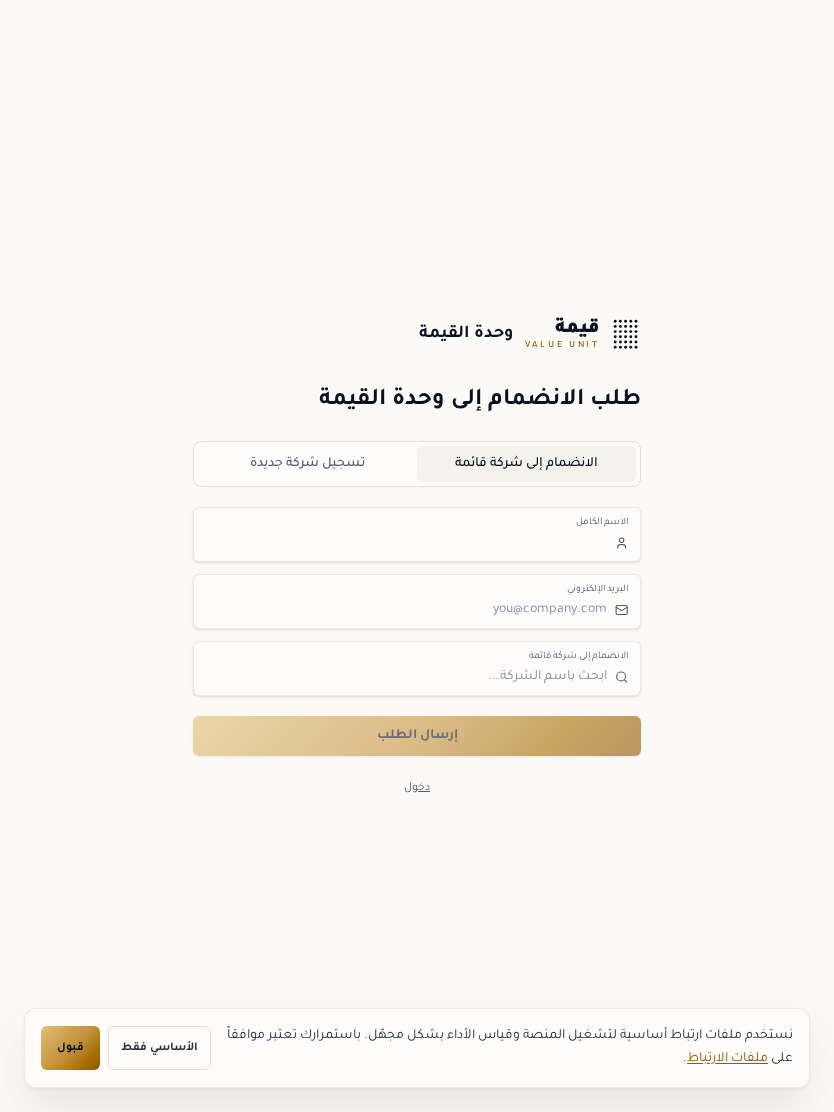 قيمة
VALUE UNIT
وحدة القيمة
طلب الانضمام إلى وحدة القيمة
الانضمام إلى شركة قائمة
تسجيل شركة جديدة
الاسم الكامل
البريد الإلكتروني
you@company.com
الانضمام إلى شركة قائمة
ابحث باسم الشركة...
إرسال الطلب
دخول
نستخدم ملفات ارتباط أساسية لتشغيل المنصة وقياس الأداء بشكل مجهّل. باستمرارك تعتبر موافقاً
على ملفات الارتباط.
الأساسي فقط
قبول